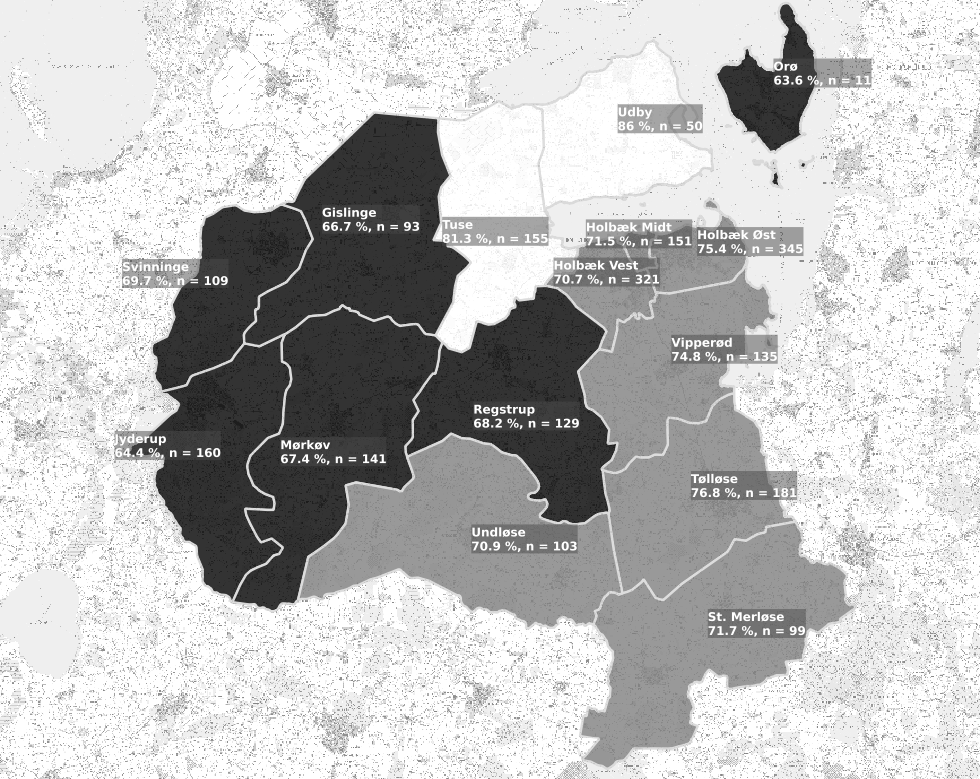 Orø
63.6 %, n = 11
Udby
86 %, n = 50
Gislinge
66.7 %, n = 93
Tuse
81.3 %, n = 155
Holbæk Midt
71.5 %, n = 151
Holbæk Øst
75.4 %, n = 345
Svinninge
69.7 %, n = 109
Holbæk Vest
70.7 %, n = 321
Vipperød
74.8 %, n = 135
Regstrup
68.2 %, n = 129
Jyderup
64.4 %, n = 160
Mørkøv
67.4 %, n = 141
Tølløse
76.8 %, n = 181
Undløse
70.9 %, n = 103
St. Merløse
71.7 %, n = 99